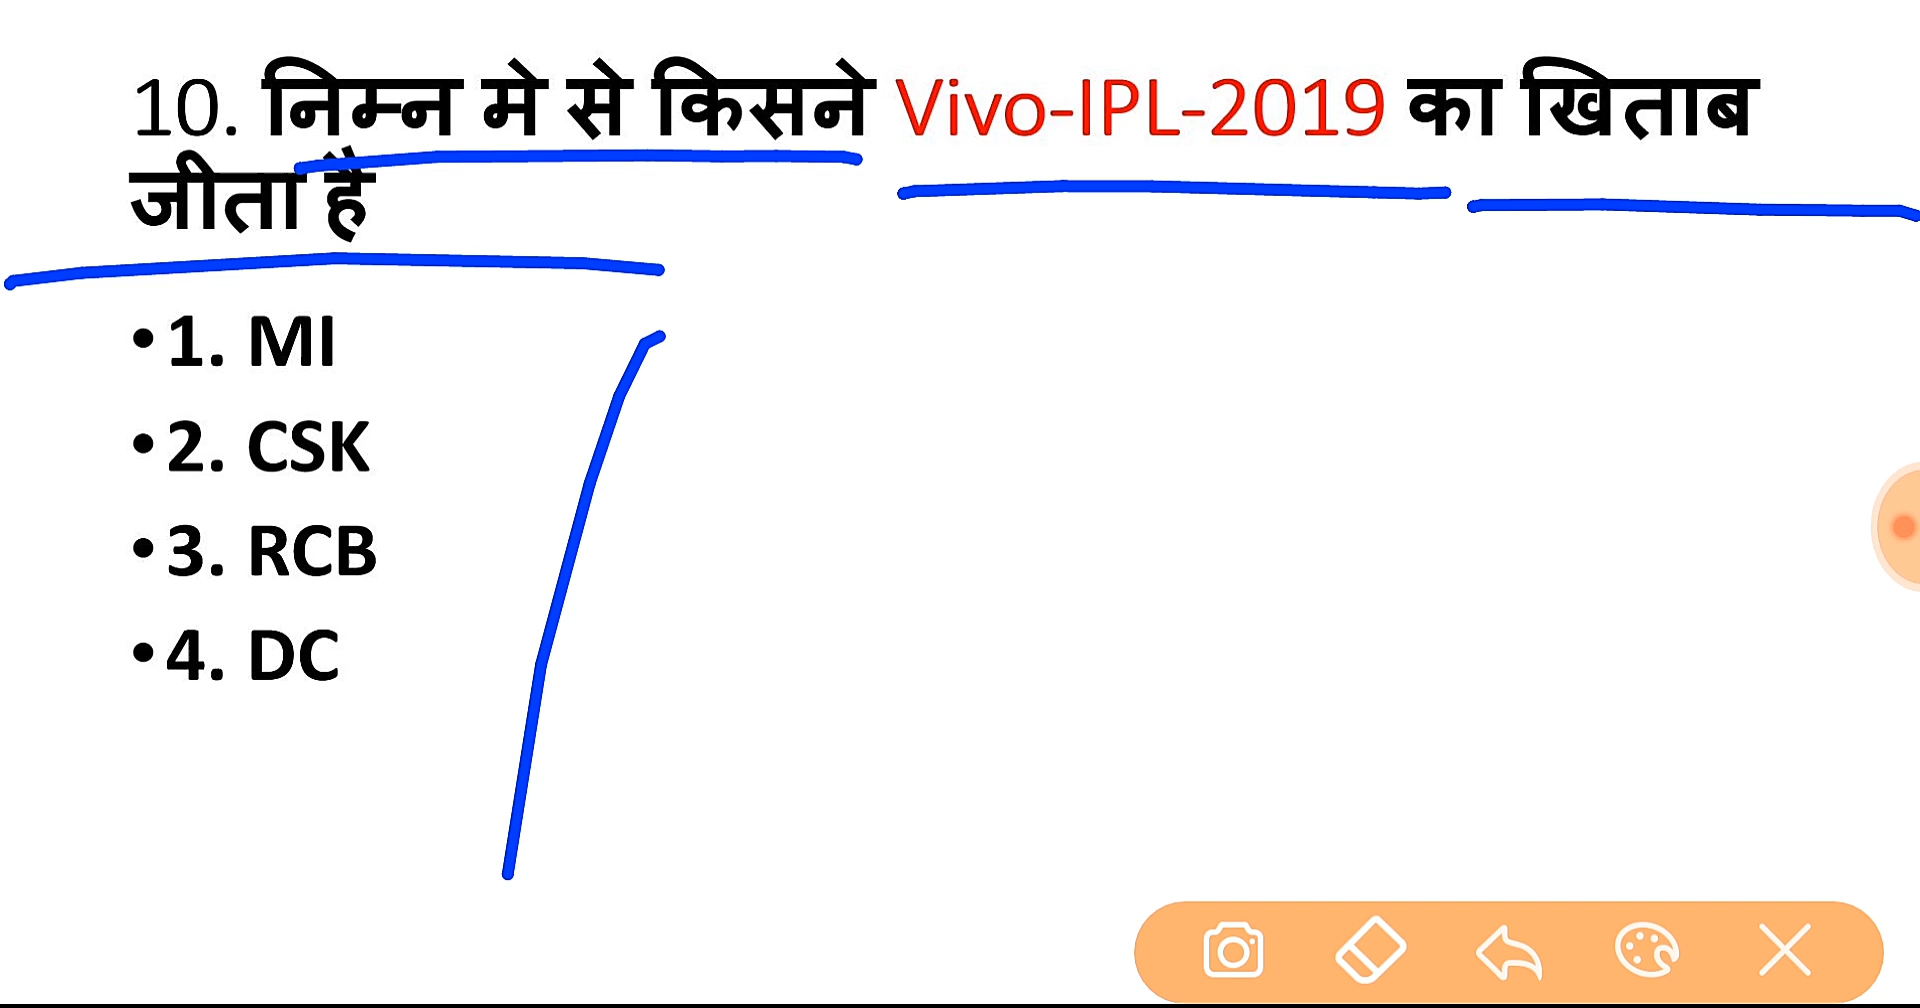 10. निम्न मे से किसने Vivo-IPL-2019 का खिताब
जीता है
• 1. MI
• 2. CSK
• 3. RCB
• 4. DC